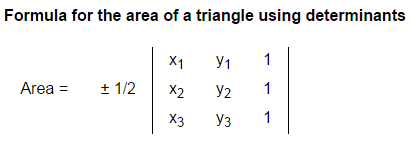 Formula for the area of a triangle using determinants
x1 y1 1
Area = ± 1/2 x2 y2 1
x3 y3 1